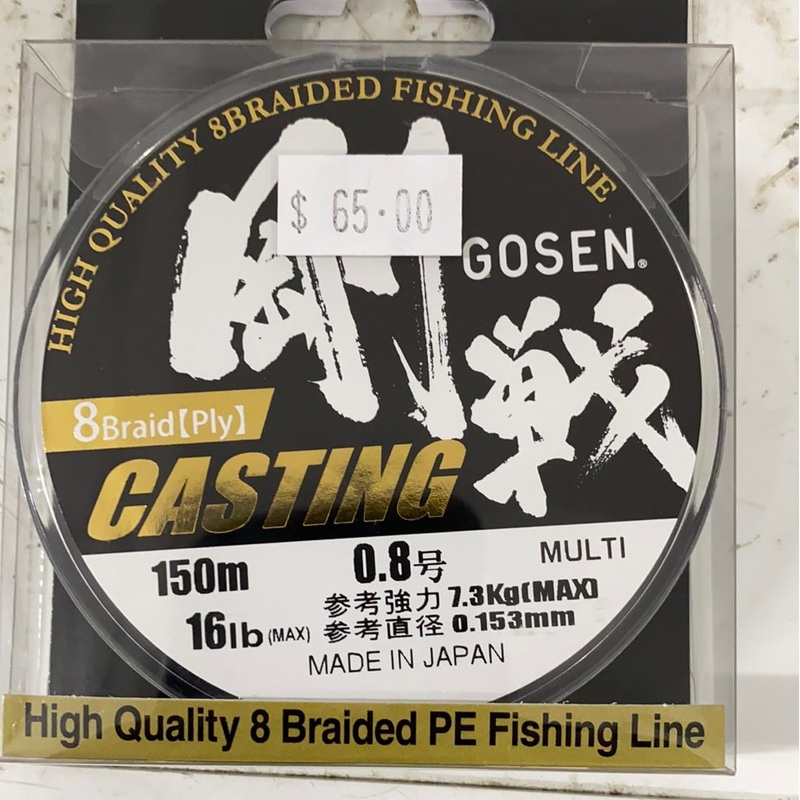 HIGH QUALITY 8BRAIDED FISHING LINE
$ 65.00
剛戦
GOSEN®
8Braid【Ply】
CASTING
150m
0.8号
MULTI
参考強力 7.3Kg(MAX)
16lb (MAX)
参考直径 0.153mm
MADE IN JAPAN
High Quality 8 Braided PE Fishing Line